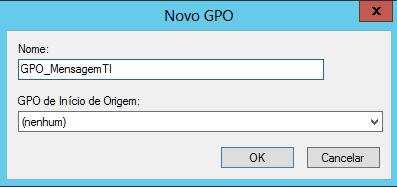 Novo GPO
x
Nome:
GPO_MensagemTI
GPO de Início de Origem:
(nenhum)
OK
Cancelar